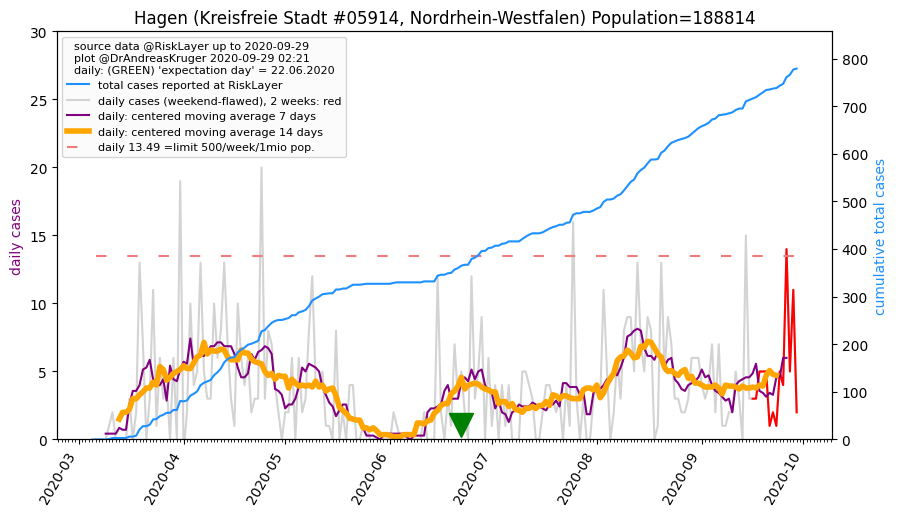 Hagen (Kreisfreie Stadt #05914, Nordrhein-Westfalen) Population=188814
source data @RiskLayer up to 2020-09-29
plot @DrAndreasKruger 2020-09-29 02:21
daily: (GREEN) 'expectation day' = 22.06.2020
total cases reported at RiskLayer
daily cases (weekend-flawed), 2 weeks: red
daily: centered moving average 7 days
daily: centered moving average 14 days
daily 13.49 =limit 500/week/1mio pop.
daily cases
30
25
20
15
10
5
0
800
700
600
500
400
300
200
100
0
cumulative total cases
2020-03
2020-04
2020-05
2020-06
2020-07
2020-08
2020-09
2020-10